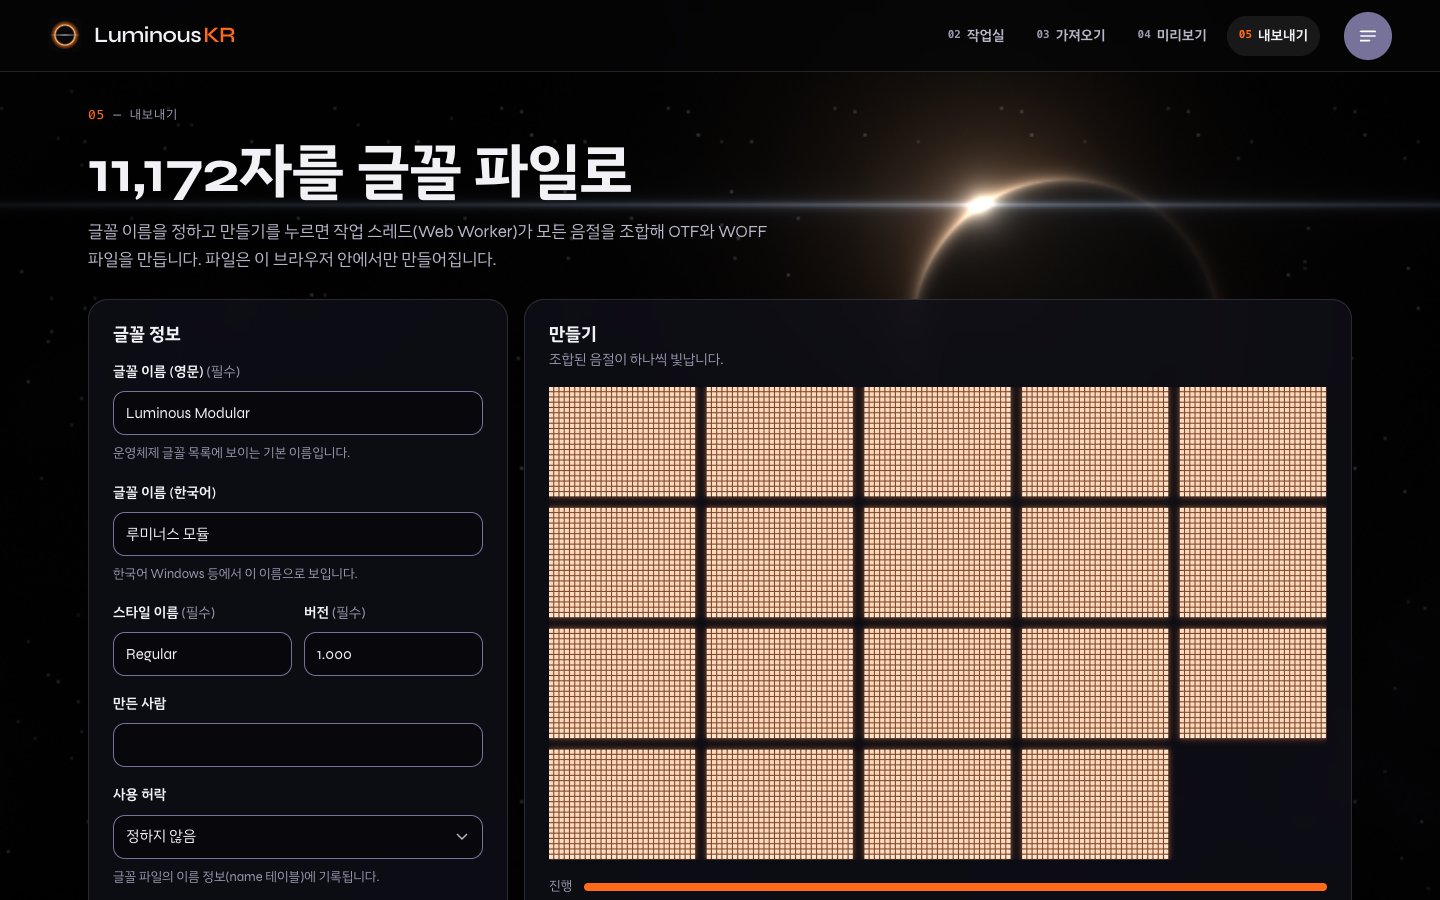 LuminousKR
02 작업실
03 가져오기
04 미리보기
05 내보내기
05 — 내보내기
11,172자를 글꼴 파일로
글꼴 이름을 정하고 만들기를 누르면 작업 스레드(Web Worker)가 모든 음절을 조합해 OTF와 WOFF
파일을 만듭니다. 파일은 이 브라우저 안에서만 만들어집니다.
글꼴 정보
글꼴 이름 (영문) (필수)
Luminous Modular
운영체제 글꼴 목록에 보이는 기본 이름입니다.
글꼴 이름 (한국어)
루미너스 모듈
한국어 Windows 등에서 이 이름으로 보입니다.
스타일 이름 (필수)
버전 (필수)
Regular
1.000
만든 사람
사용 허락
정하지 않음
글꼴 파일의 이름 정보(name 테이블)에 기록됩니다.
만들기
조합된 음절이 하나씩 빛납니다.
진행